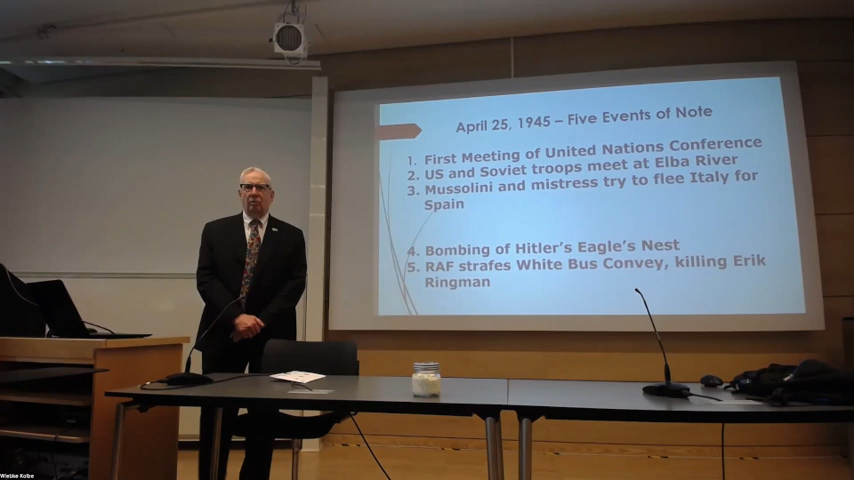 April 25, 1945 – Five Events of Note
1. First Meeting of United Nations Conference
2. US and Soviet troops meet at Elba River
3. Mussolini and mistress try to flee Italy for
Spain
4. Bombing of Hitler's Eagle's Nest
5. RAF strafes White Bus Convey, killing Erik
Ringman
Wiebke Kolbe